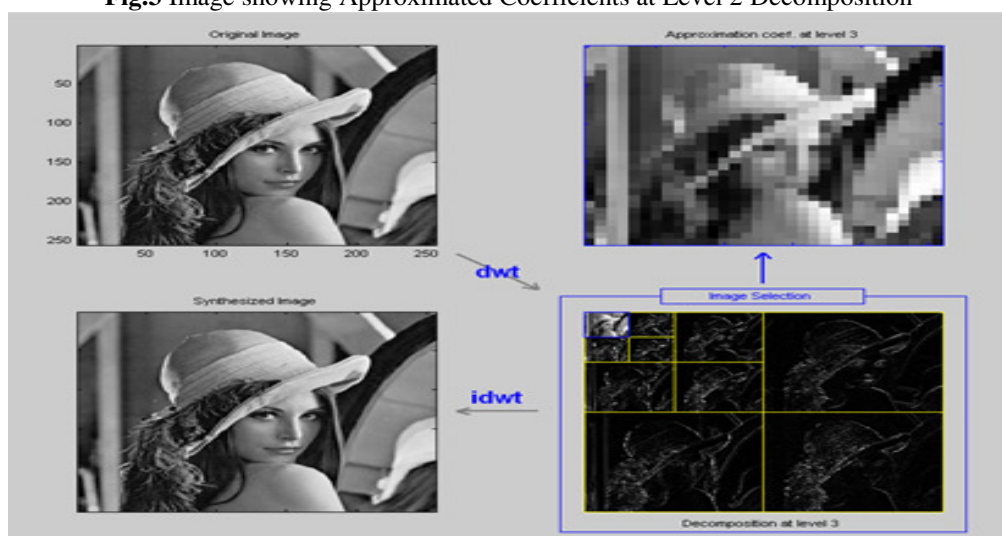 Fig.5 Image showing Approximated Coefficients at Level 2 Decomposition
Original Image
50
100
150
200
250
50 100 150 200 250
Approximation coef. at level 3
dwt
Image Selection
Synthesized Image
idwt
Decomposition at level 3